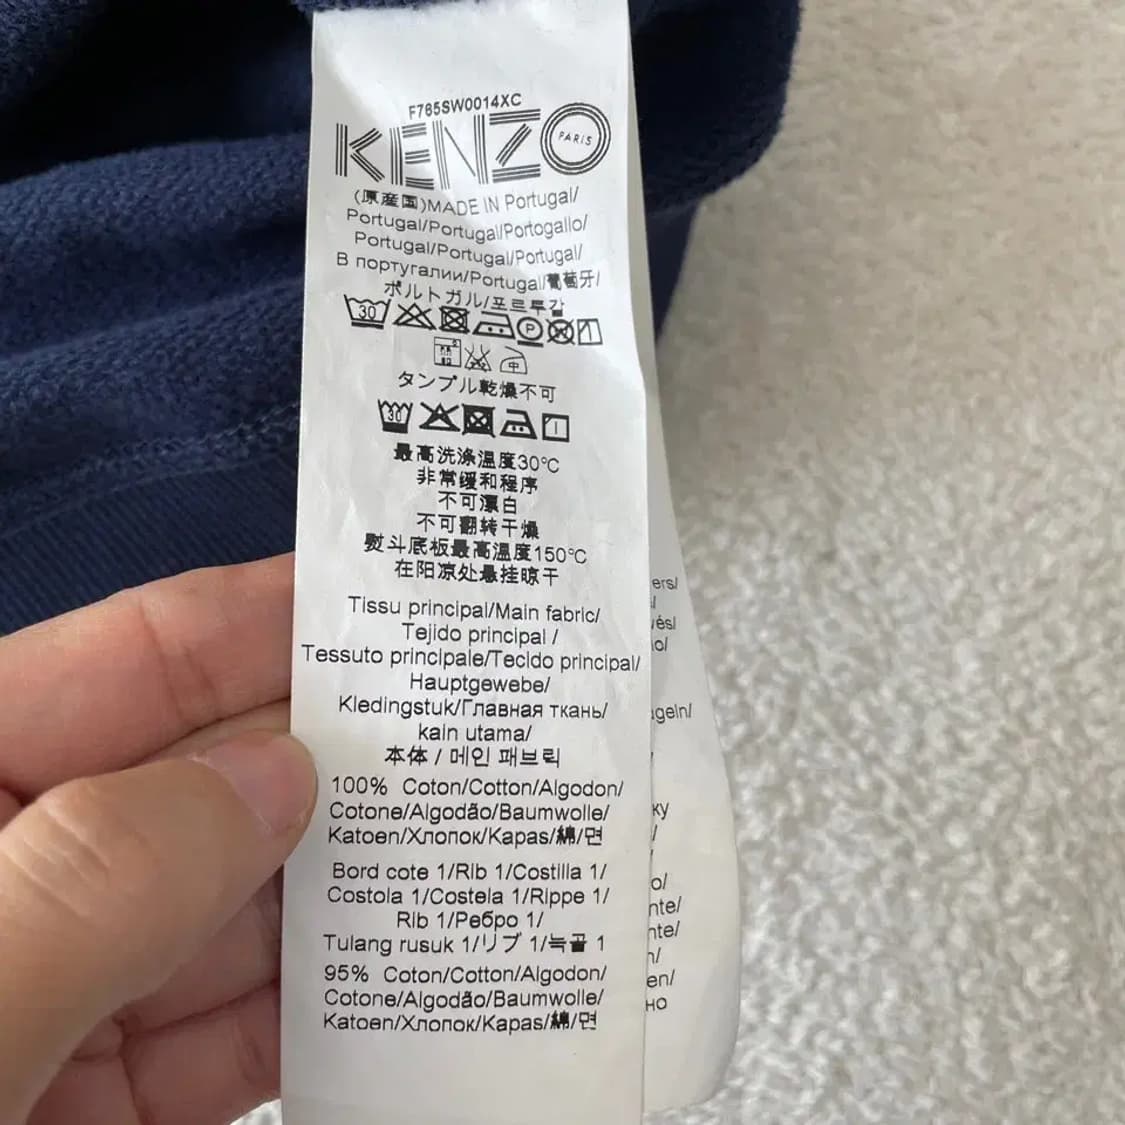 F765SW0014XC
KENZO
PARIS
(原産国)MADE IN Portugal/
Portugal/Portugal/Portogallo/
Portugal/Portugal/Portugal/
В португалии/Portugal/葡萄牙/
ポルトガル/포르투갈
30
P
中
タンブル乾燥不可
30
最高洗涤温度30°C
非常缓和程序
不可漂白
不可翻转干燥
熨斗底板最高温度150°C
在阳凉处悬挂晾干
Tissu principal/Main fabric/
Tejido principal /
Tessuto principale/Tecido principal/
Hauptgewebe/
Kledingstuk/Главная ткань/
kain utama/
本体 / 메인 패브릭
100% Coton/Cotton/Algodon/
Cotone/Algodão/Baumwolle/
Katoen/Хлопок/Kapas/綿/면
Bord cote 1/Rib 1/Costilla 1/
Costola 1/Costela 1/Rippe 1/
Rib 1/Ребро 1/
Tulang rusuk 1/リブ 1/늑골 1
95% Coton/Cotton/Algodon/
Cotone/Algodão/Baumwolle/
Katoen/Хлопок/Kapas/綿/면